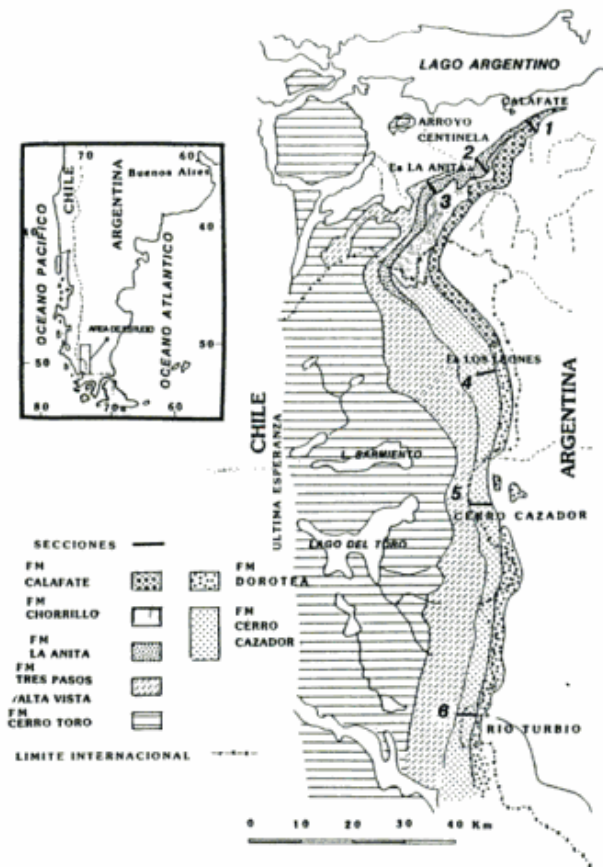 LAGO ARGENTINO
CALAFATE
1
ARROYO
CENTINELA
2
Ea LA ANITA
3
70
60
Buenos Aires
CHILE
ARGENTINA
OCEANO PACIFICO
OCEANO ATLANTICO
40
40
AREA DE ESTUDIO
50
50
80
70
60
Ea LOS LEONES
4
CHILE
ULTIMA ESPERANZA
ARGENTINA
L. SARMIENTO
5
CERRO CAZADOR
LAGO DEL TORO
6
RIO TURBIO
SECCIONES
FM
CALAFATE
FM
DOROTEA
FM
CHORRILLO
FM
CERRO
CAZADOR
FM
LA ANITA
FM
TRES PASOS
/ALTA VISTA
FM
CERRO TORO
LIMITE INTERNACIONAL
0 10 20 30 40 Km